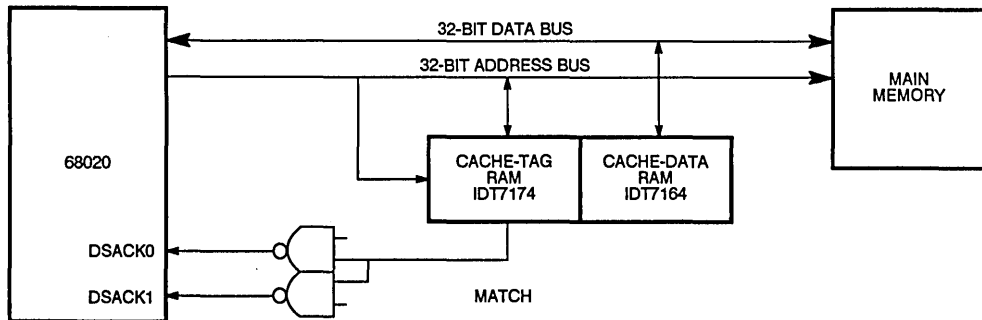 32-BIT DATA BUS
32-BIT ADDRESS BUS
MAIN
MEMORY
68020
CACHE-TAG
RAM
IDT7174
CACHE-DATA
RAM
IDT7164
DSACK0
DSACK1
MATCH